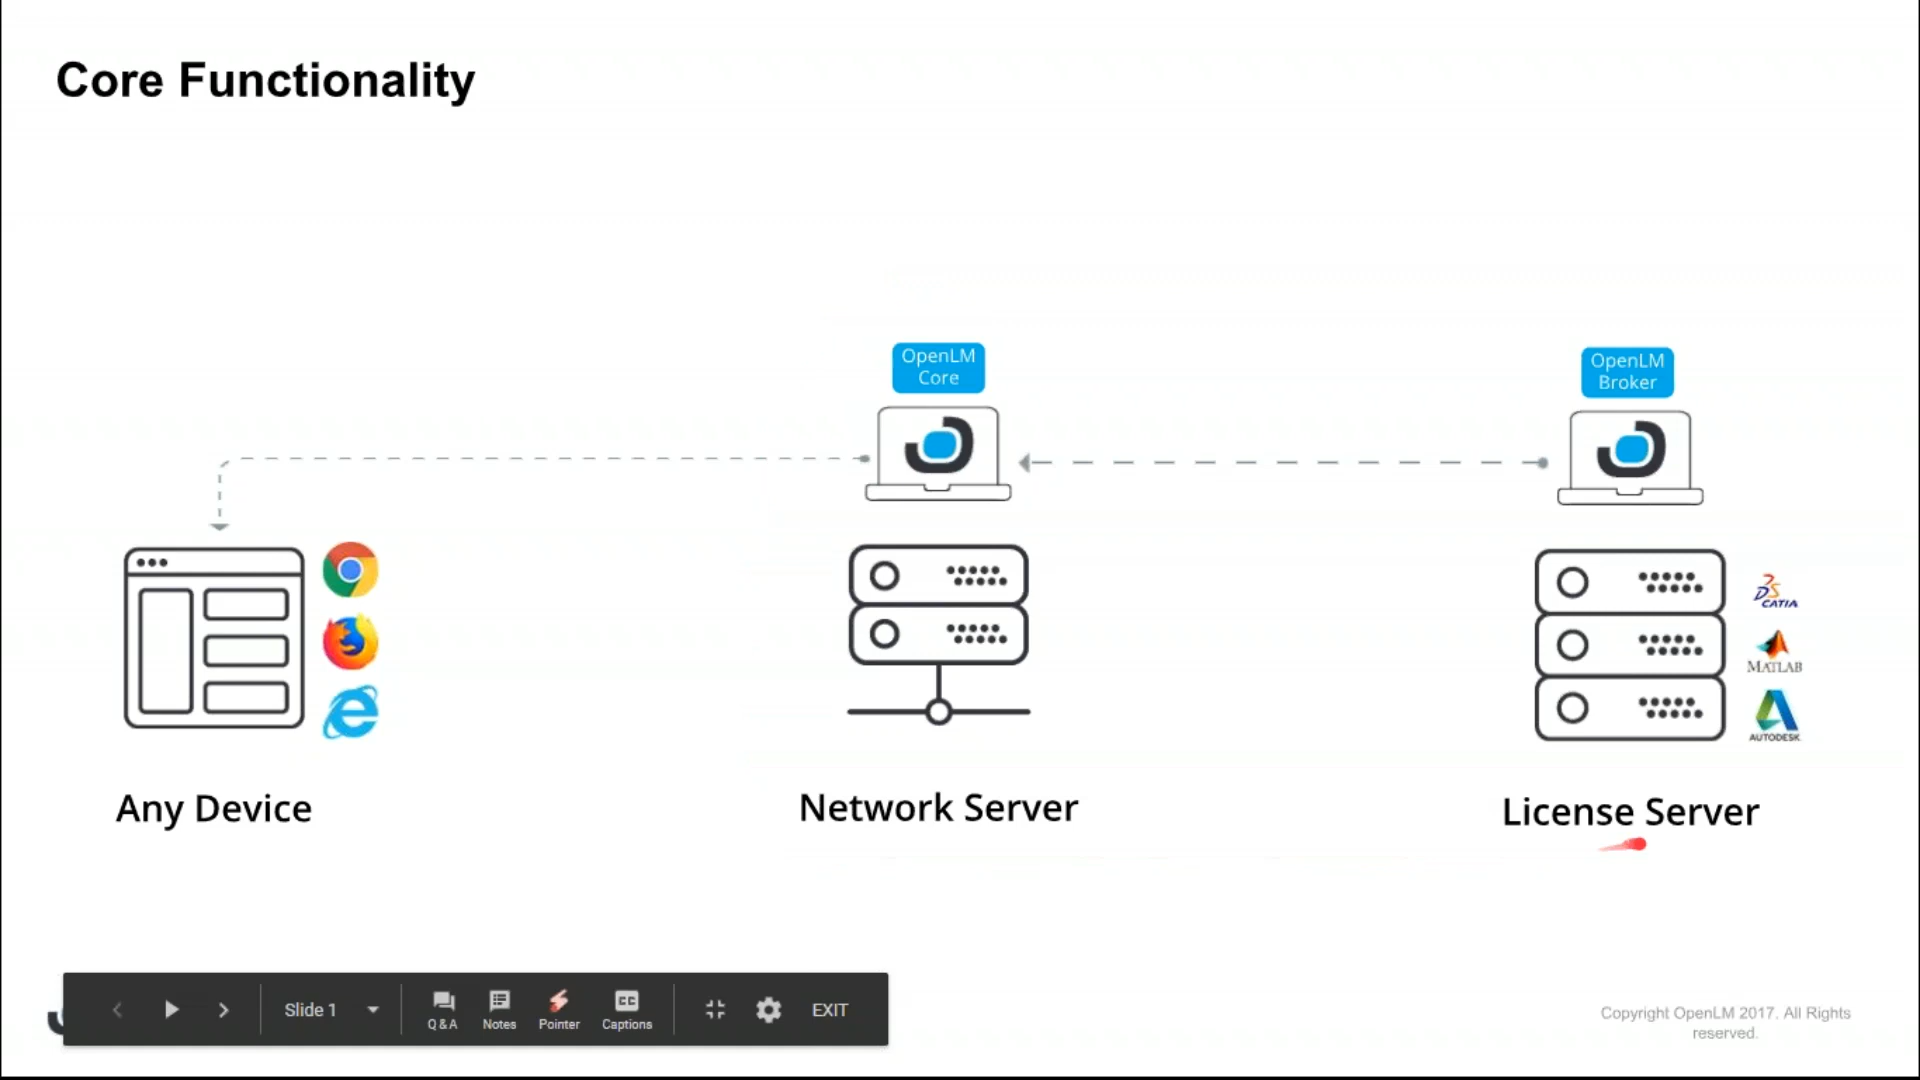 Core Functionality
OpenLM
Core
OpenLM
Broker
CATIA
MATLAB
AUTODESK
Any Device
Network Server
License Server
Slide 1
Q & A
Notes
Pointer
CC
Captions
EXIT
Copyright OpenLM 2017. All Rights
reserved.